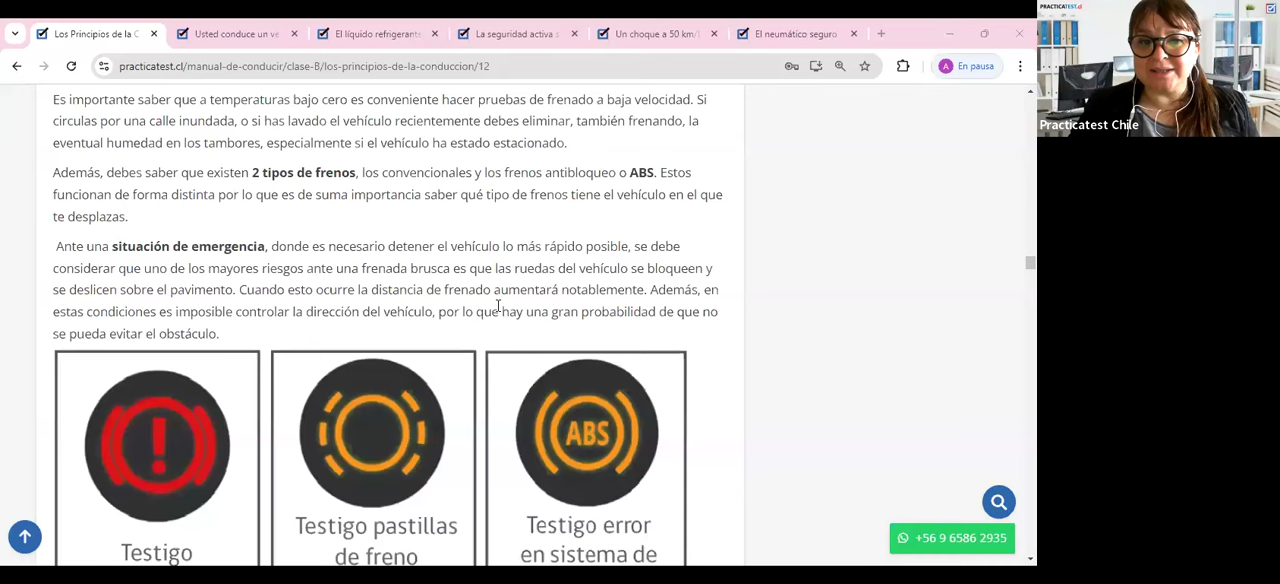 Los Principios de la C
Usted conduce un ve
El líquido refrigerante
La seguridad activa s
Un choque a 50 km/
El neumático seguro
practicatest.cl/manual-de-conducir/clase-B/los-principios-de-la-conduccion/12
A
En pausa
PRACTICATEST.cl
Practicatest Chile
Es importante saber que a temperaturas bajo cero es conveniente hacer pruebas de frenado a baja velocidad. Si
circulas por una calle inundada, o si has lavado el vehículo recientemente debes eliminar, también frenando, la
eventual humedad en los tambores, especialmente si el vehículo ha estado estacionado.
Además, debes saber que existen 2 tipos de frenos, los convencionales y los frenos antibloqueo o ABS. Estos
funcionan de forma distinta por lo que es de suma importancia saber qué tipo de frenos tiene el vehículo en el que
te desplazas.
Ante una situación de emergencia, donde es necesario detener el vehículo lo más rápido posible, se debe
considerar que uno de los mayores riesgos ante una frenada brusca es que las ruedas del vehículo se bloqueen y
se deslicen sobre el pavimento. Cuando esto ocurre la distancia de frenado aumentará notablemente. Además, en
estas condiciones es imposible controlar la dirección del vehículo, por lo que hay una gran probabilidad de que no
se pueda evitar el obstáculo.
!
ABS
Testigo
Testigo pastillas
de freno
Testigo error
en sistema de
+56 9 6586 2935